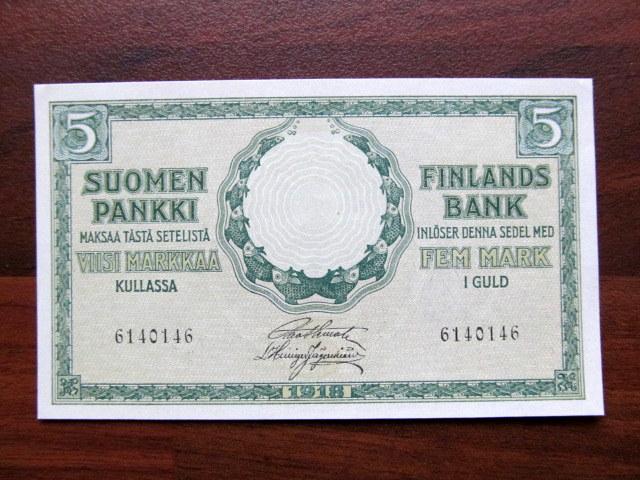 5
5
SUOMEN
PANKKI
MAKSAA TÄSTÄ SETELISTÄ
VIISI MARKKAA
KULLASSA
FINLANDS
BANK
INLÖSER DENNA SEDEL MED
FEM MARK
I GULD
6140146
6140146
1918